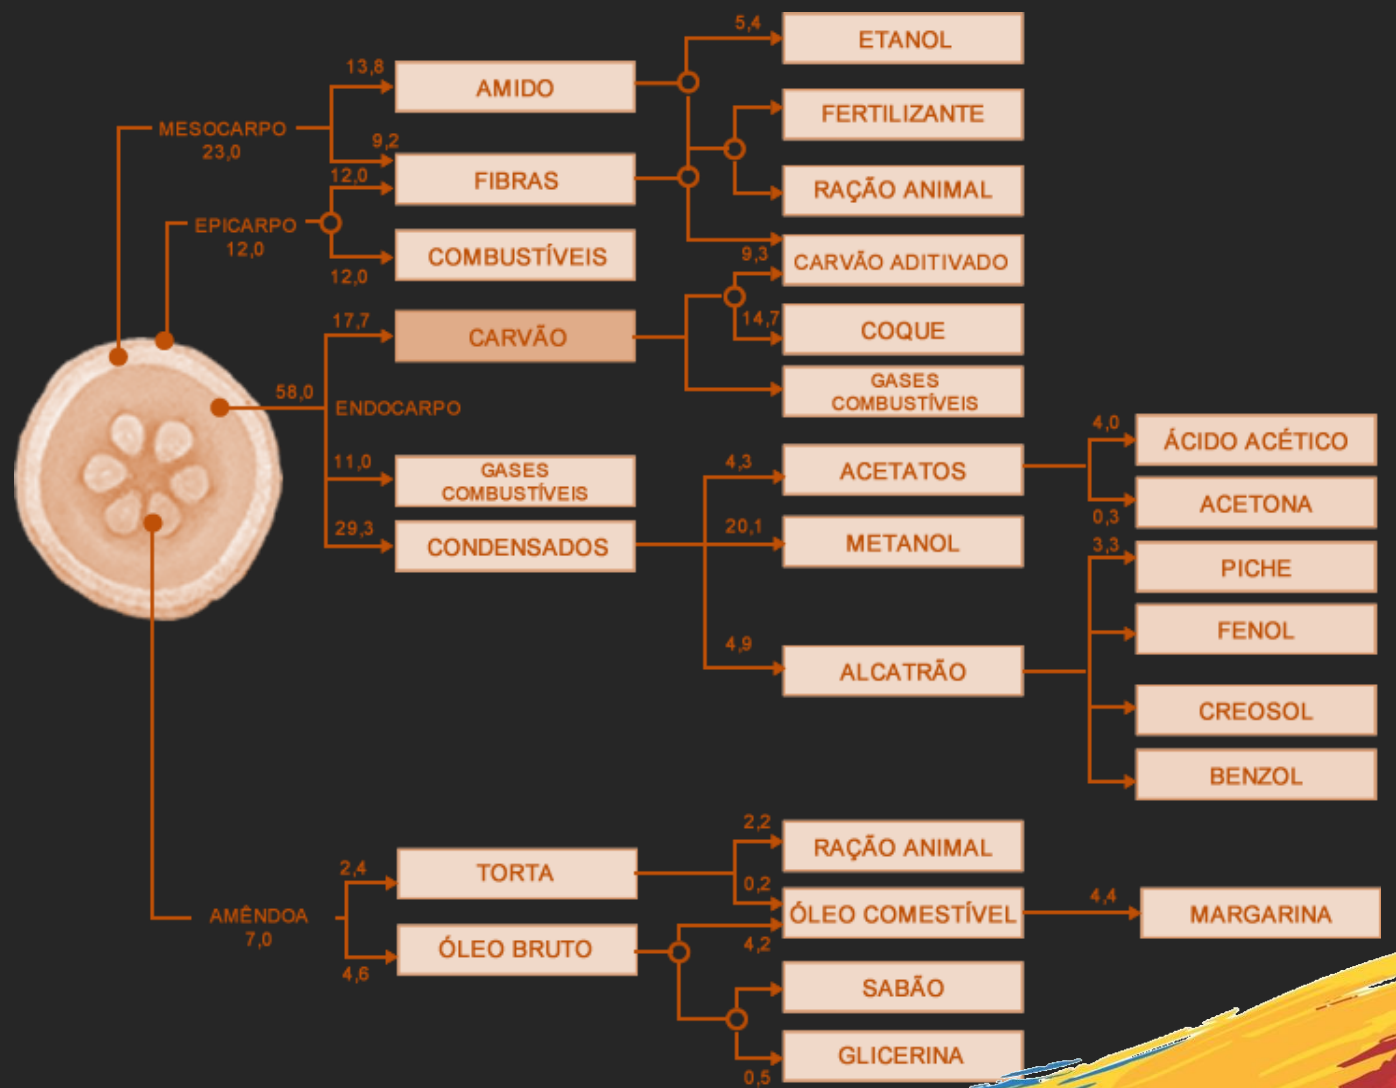 5,4
ETANOL
13,8
AMIDO
FERTILIZANTE
MESOCARPO
23,0
9,2
12,0
FIBRAS
RAÇÃO ANIMAL
EPICARPO
12,0
12,0
COMBUSTÍVEIS
9,3
CARVÃO ADITIVADO
17,7
CARVÃO
14,7
COQUE
GASES
COMBUSTÍVEIS
58,0
ENDOCARPO
11,0
GASES
COMBUSTÍVEIS
29,3
CONDENSADOS
4,3
ACETATOS
4,0
ÁCIDO ACÉTICO
0,3
ACETONA
20,1
METANOL
3,3
PICHE
FENOL
4,9
ALCATRÃO
CREOSOL
BENZOL
2,4
TORTA
2,2
RAÇÃO ANIMAL
0,2
AMÊNDOA
7,0
ÓLEO COMESTÍVEL
4,4
MARGARINA
4,6
ÓLEO BRUTO
4,2
SABÃO
GLICERINA
0,5